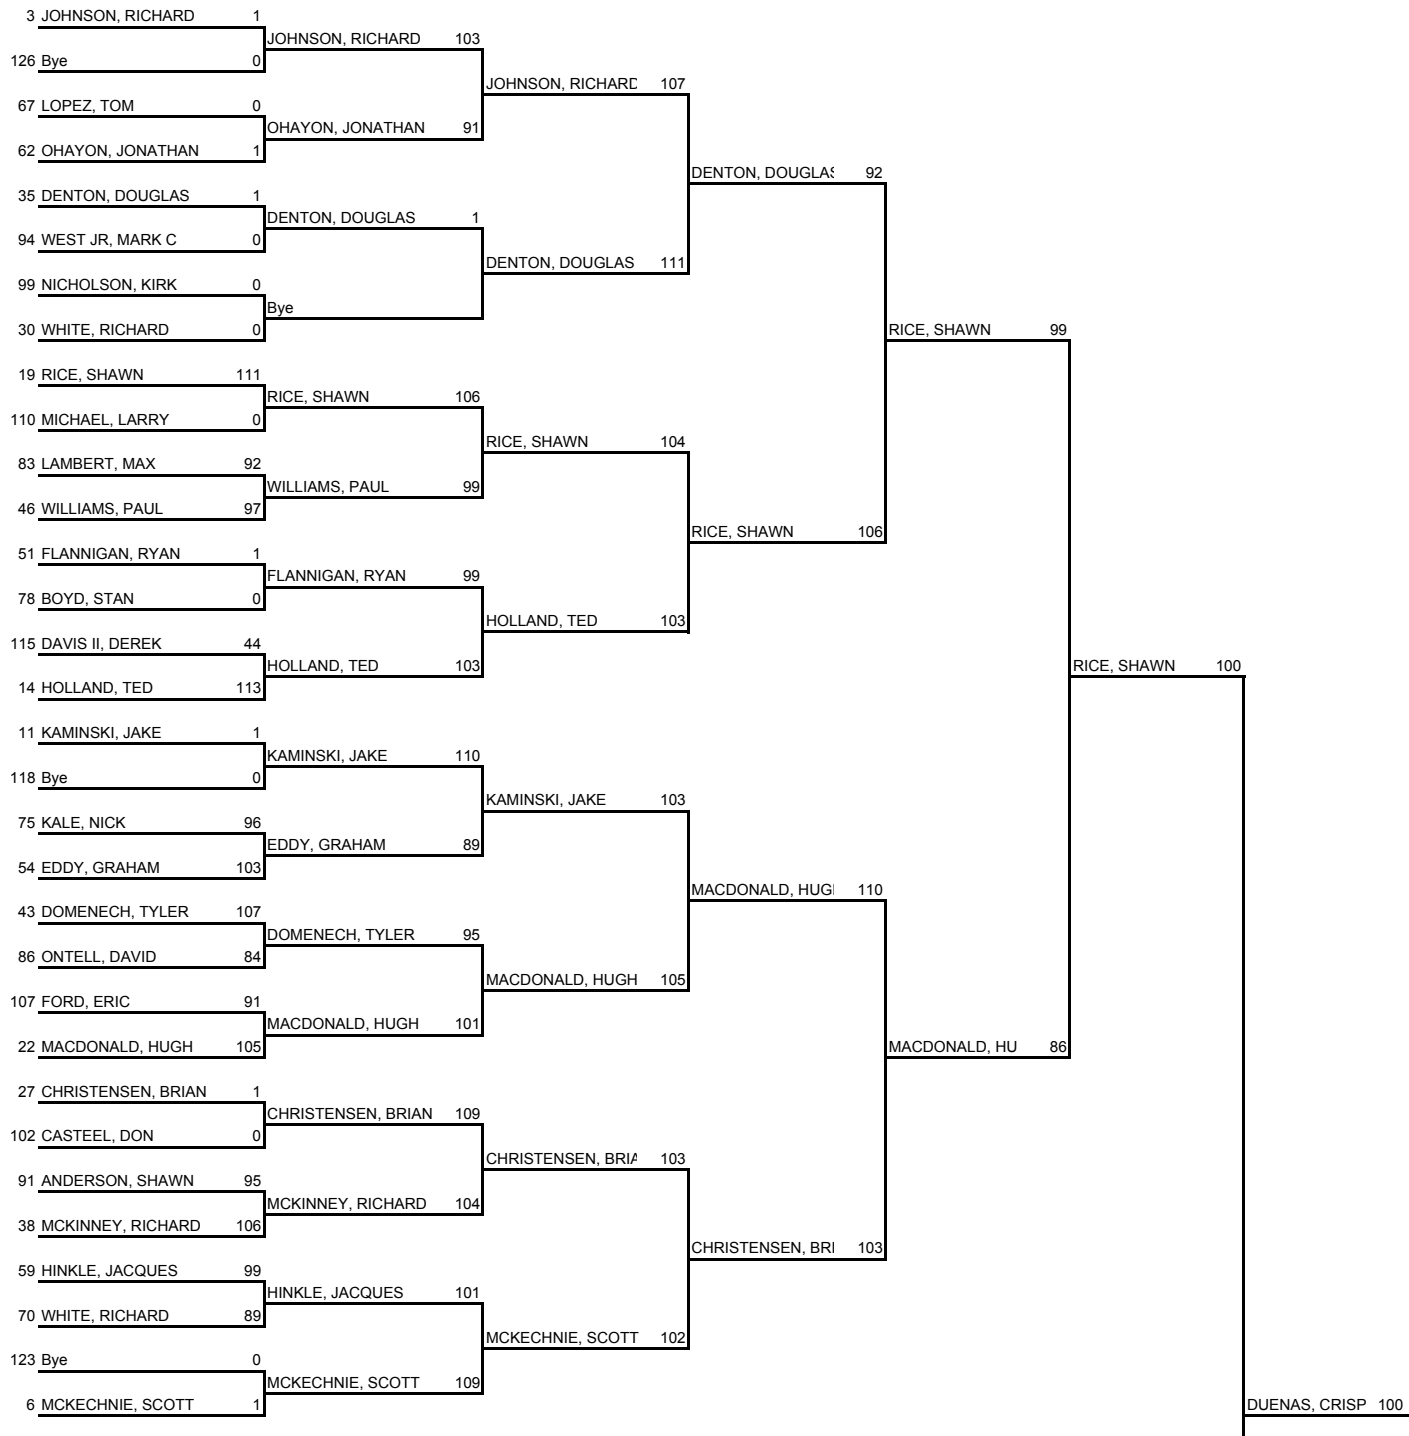 3 JOHNSON, RICHARD 1
JOHNSON, RICHARD 103
126 Bye 0
JOHNSON, RICHARD 107
67 LOPEZ, TOM 0
OHAYON, JONATHAN 91
62 OHAYON, JONATHAN 1
DENTON, DOUGLAS 92
35 DENTON, DOUGLAS 1
DENTON, DOUGLAS 1
94 WEST JR, MARK C 0
DENTON, DOUGLAS 111
99 NICHOLSON, KIRK 0
Bye
30 WHITE, RICHARD 0
RICE, SHAWN 99
19 RICE, SHAWN 111
RICE, SHAWN 106
110 MICHAEL, LARRY 0
RICE, SHAWN 104
83 LAMBERT, MAX 92
WILLIAMS, PAUL 99
46 WILLIAMS, PAUL 97
RICE, SHAWN 106
51 FLANNIGAN, RYAN 1
FLANNIGAN, RYAN 99
78 BOYD, STAN 0
HOLLAND, TED 103
115 DAVIS II, DEREK 44
HOLLAND, TED 103
RICE, SHAWN 100
14 HOLLAND, TED 113
11 KAMINSKI, JAKE 1
KAMINSKI, JAKE 110
118 Bye 0
KAMINSKI, JAKE 103
75 KALE, NICK 96
EDDY, GRAHAM 89
54 EDDY, GRAHAM 103
MACDONALD, HUG 110
43 DOMENECH, TYLER 107
DOMENECH, TYLER 95
86 ONTELL, DAVID 84
MACDONALD, HUGH 105
107 FORD, ERIC 91
MACDONALD, HUGH 101
22 MACDONALD, HUGH 105
MACDONALD, HU 86
27 CHRISTENSEN, BRIAN 1
CHRISTENSEN, BRIAN 109
102 CASTEEL, DON 0
CHRISTENSEN, BRIA 103
91 ANDERSON, SHAWN 95
MCKINNEY, RICHARD 104
38 MCKINNEY, RICHARD 106
CHRISTENSEN, BRI 103
59 HINKLE, JACQUES 99
HINKLE, JACQUES 101
70 WHITE, RICHARD 89
MCKECHNIE, SCOTT 102
123 Bye 0
MCKECHNIE, SCOTT 109
6 MCKECHNIE, SCOTT 1
DUENAS, CRISP 100